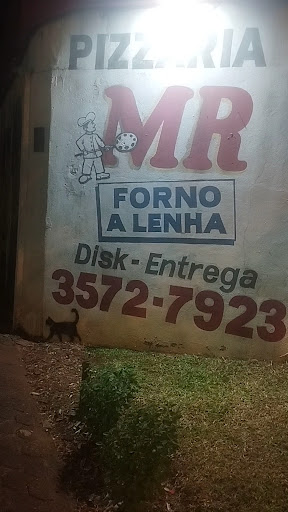 PIZZARIA
MR
FORNO
A LENHA
Disk-Entrega
3572-7923